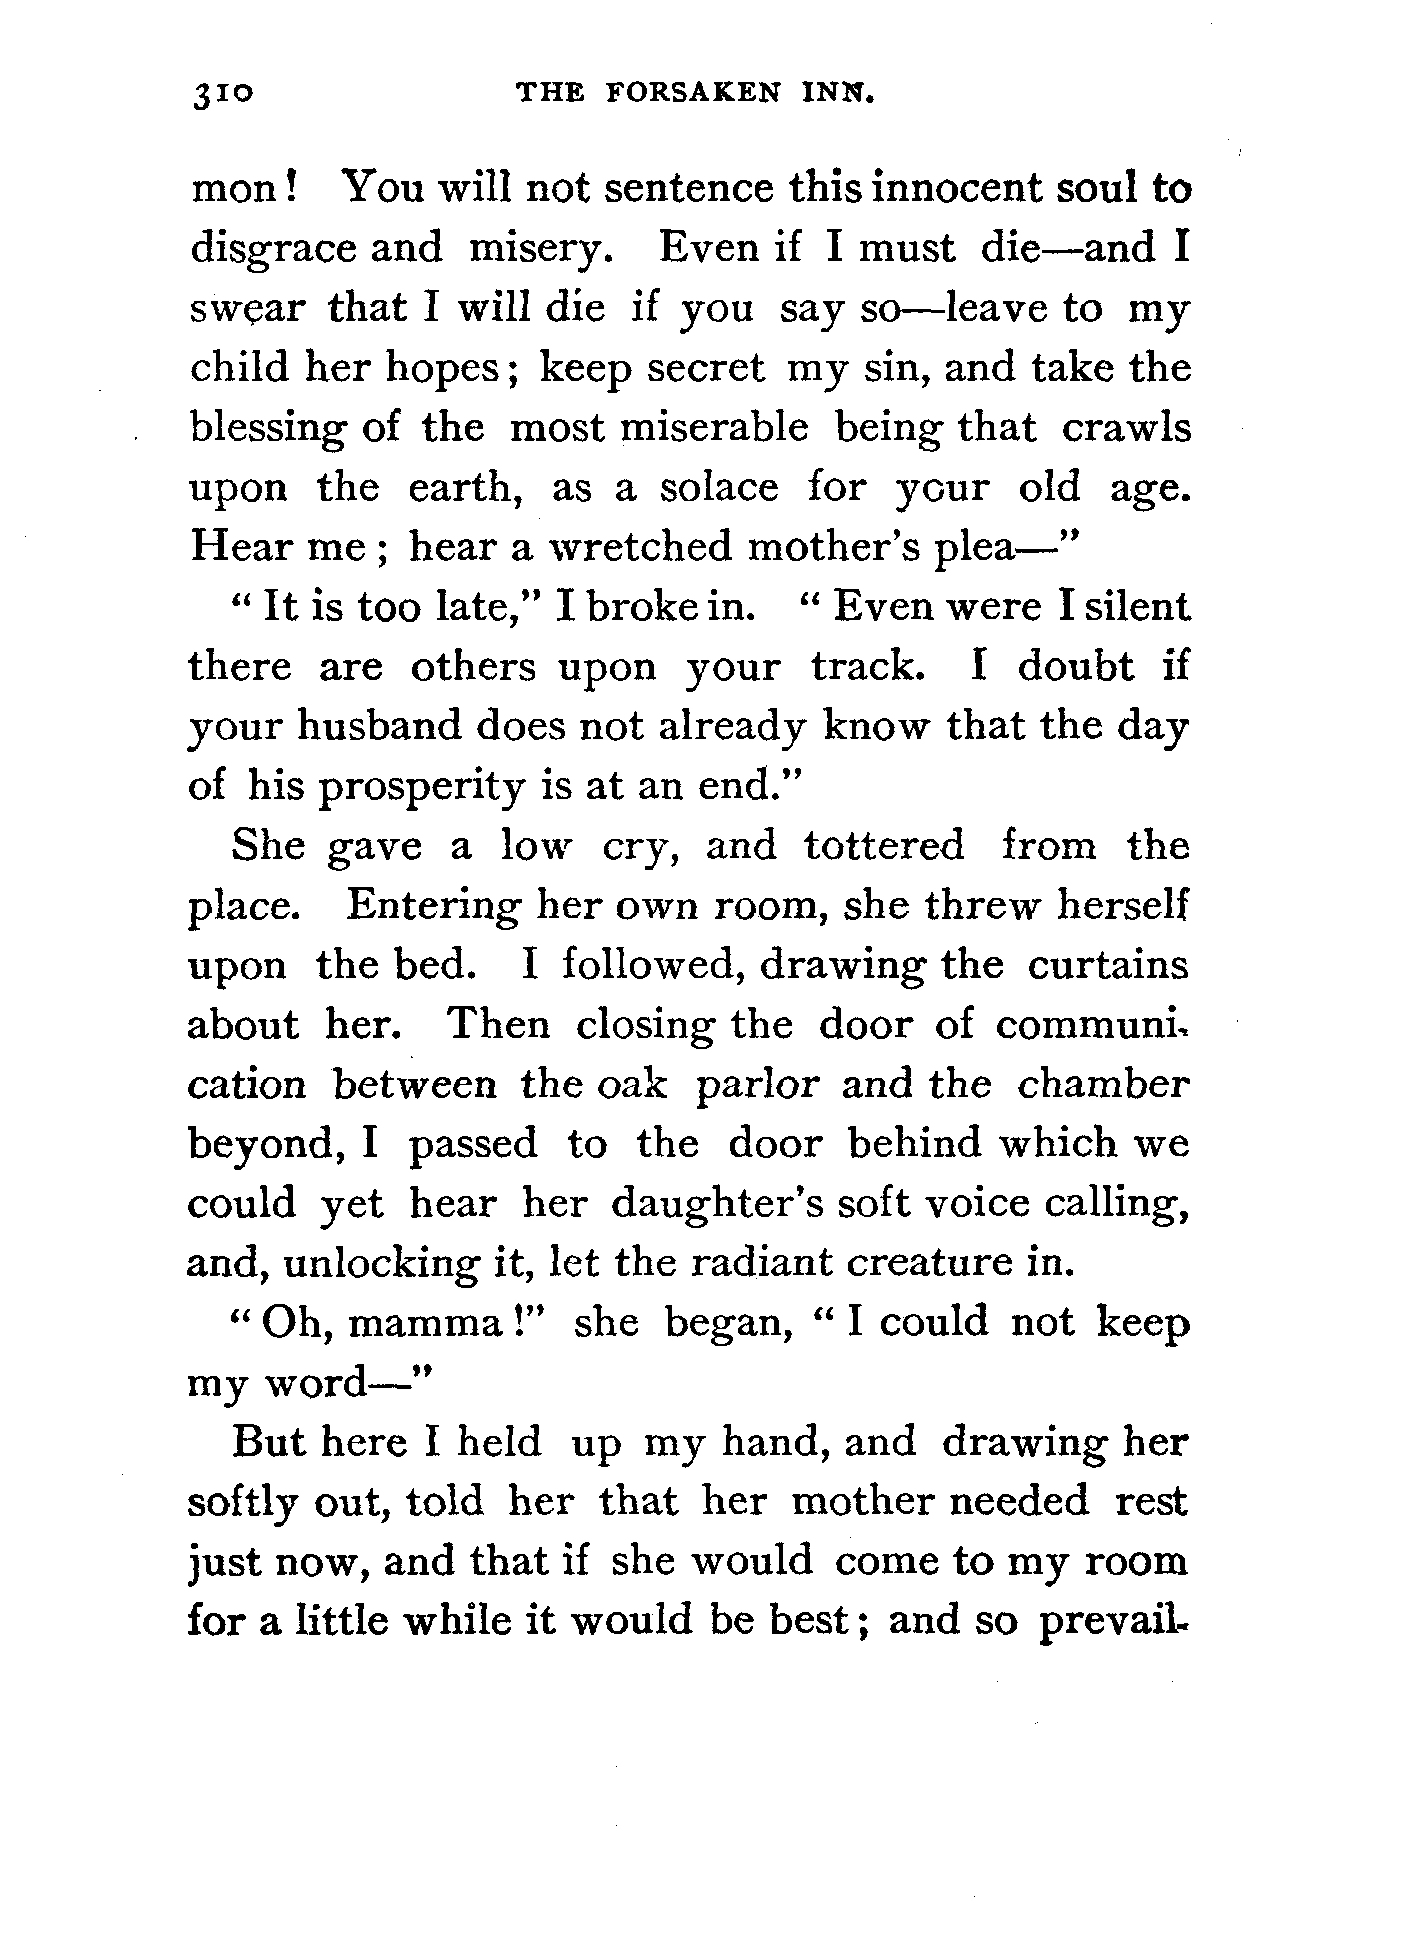 310 THE FORSAKEN INN.
mon! You will not sentence this innocent soul to
disgrace and misery. Even if I must die—and I
swear that I will die if you say so—leave to my
child her hopes; keep secret my sin, and take the
blessing of the most miserable being that crawls
upon the earth, as a solace for your old age.
Hear me; hear a wretched mother's plea—"
"It is too late," I broke in. "Even were I silent
there are others upon your track. I doubt if
your husband does not already know that the day
of his prosperity is at an end."
She gave a low cry, and tottered from the
place. Entering her own room, she threw herself
upon the bed. I followed, drawing the curtains
about her. Then closing the door of communi-
cation between the oak parlor and the chamber
beyond, I passed to the door behind which we
could yet hear her daughter's soft voice calling,
and, unlocking it, let the radiant creature in.
"Oh, mamma!" she began, "I could not keep
my word—"
But here I held up my hand, and drawing her
softly out, told her that her mother needed rest
just now, and that if she would come to my room
for a little while it would be best; and so prevail-